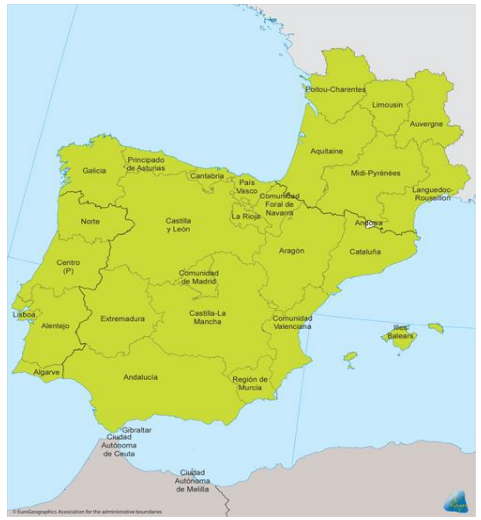 Poitou-Charentes
Limousin
Auvergne
Aquitaine
Midi-Pyrénées
Languedoc-
Roussillon
Galicia
Principado
de Asturias
Cantabria
País
Vasco
Comunidad
Foral de
Navarra
La Rioja
Andorra
Norte
Castilla
y León
Aragón
Cataluña
Centro
(P)
Comunidad
de Madrid
Lisboa
Alentejo
Extremadura
Castilla-La
Mancha
Comunidad
Valenciana
Illes
Balears
Algarve
Andalucía
Región de
Murcia
Gibraltar
Ciudad
Autónoma
de Ceuta
Ciudad
Autónoma
de Melilla
© EuroGeographics Association for the administrative boundaries